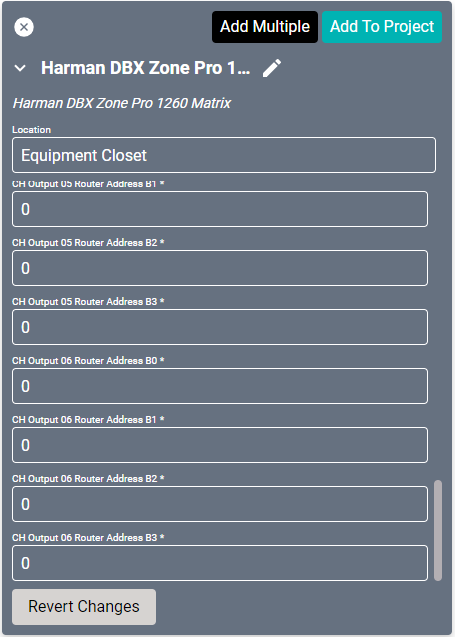 Add Multiple
Add To Project
Harman DBX Zone Pro 1...
Harman DBX Zone Pro 1260 Matrix
Location
Equipment Closet
CH Output 05 Router Address B1 *
0
CH Output 05 Router Address B2 *
0
CH Output 05 Router Address B3 *
0
CH Output 06 Router Address B0 *
0
CH Output 06 Router Address B1 *
0
CH Output 06 Router Address B2 *
0
CH Output 06 Router Address B3 *
0
Revert Changes